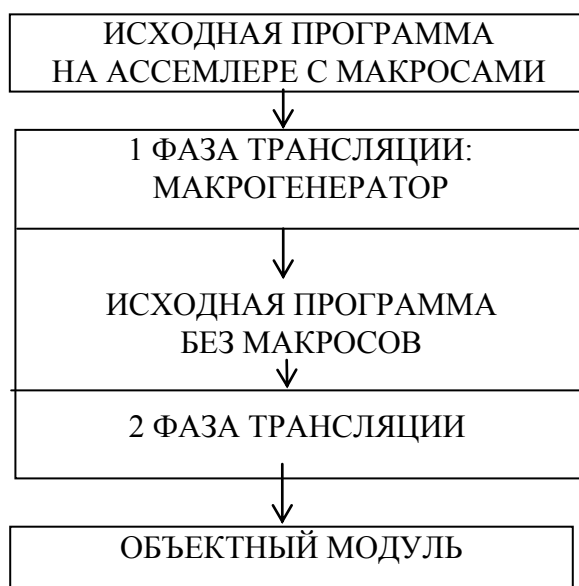 ИСХОДНАЯ ПРОГРАММА
НА АССЕМЛЕРЕ С МАКРОСАМИ
1 ФАЗА ТРАНСЛЯЦИИ:
МАКРОГЕНЕРАТОР
ИСХОДНАЯ ПРОГРАММА
БЕЗ МАКРОСОВ
2 ФАЗА ТРАНСЛЯЦИИ
ОБЪЕКТНЫЙ МОДУЛЬ